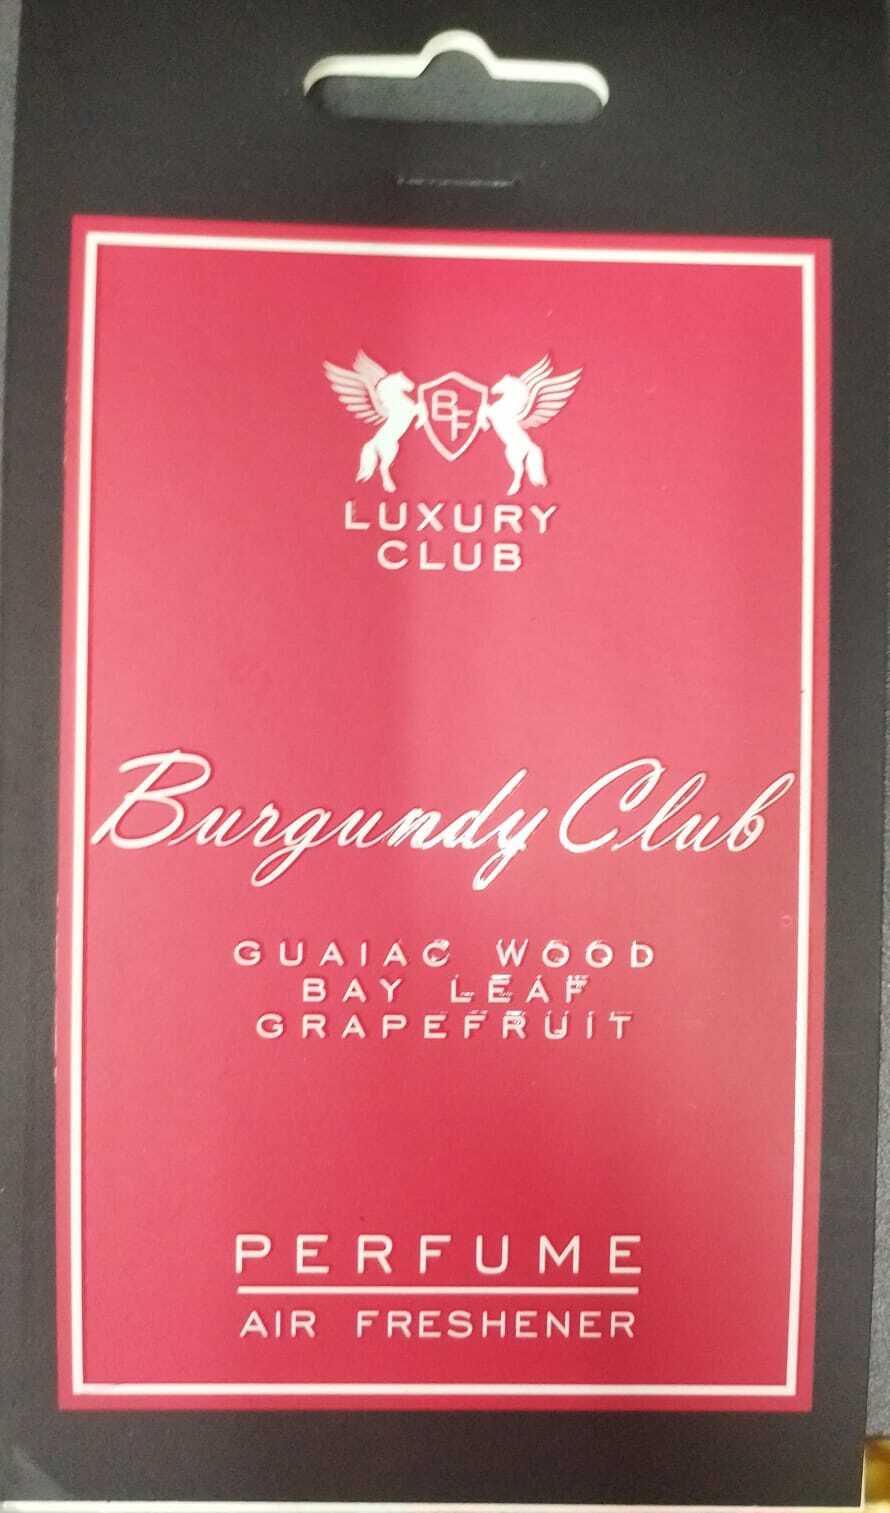 BF
LUXURY
CLUB
Burgundy Club
GUAIAC WOOD
BAY LEAF
GRAPEFRUIT
PERFUME
AIR FRESHENER